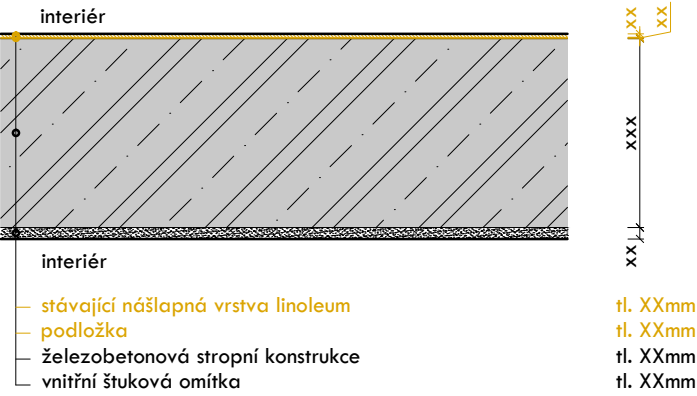 interiér
XX
XX
XXX
XX
interiér
stávající nášlapná vrstva linoleum tl. XXmm
podložka tl. XXmm
železobetonová stropní konstrukce tl. XXmm
vnitřní štuková omítka tl. XXmm